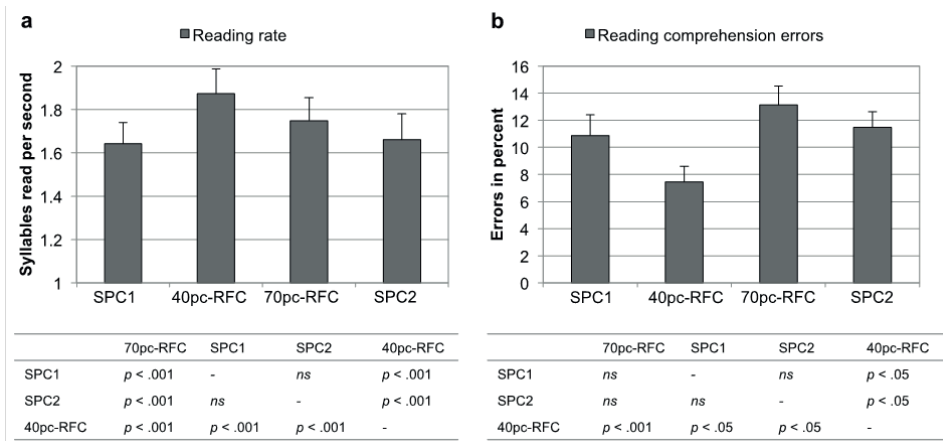 a
Reading rate
Syllables read per second
2
1.8
1.6
1.4
1.2
1
SPC1 40pc-RFC 70pc-RFC SPC2
70pc-RFC SPC1 SPC2 40pc-RFC
SPC1 p < .001 - ns p < .001
SPC2 p < .001 ns - p < .001
40pc-RFC p < .001 p < .001 p < .001 -
b
Reading comprehension errors
Errors in percent
16
14
12
10
8
6
4
2
0
SPC1 40pc-RFC 70pc-RFC SPC2
70pc-RFC SPC1 SPC2 40pc-RFC
SPC1 ns - ns p < .05
SPC2 ns ns - p < .05
40pc-RFC p < .001 p < .05 p < .05 -